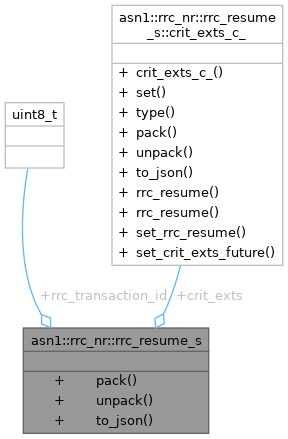 asn1::rrc_nr::rrc_resume
_s::crit_exts_c_
+ crit_exts_c_()
+ set()
+ type()
+ pack()
+ unpack()
+ to_json()
+ rrc_resume()
+ rrc_resume()
+ set_rrc_resume()
+ set_crit_exts_future()
uint8_t
+rrc_transaction_id
+crit_exts
asn1::rrc_nr::rrc_resume_s
+ pack()
+ unpack()
+ to_json()